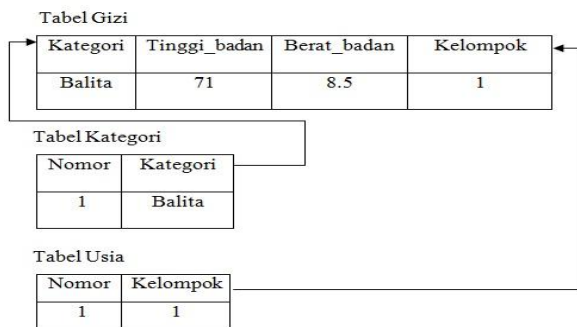 Tabel Gizi
Kategori Tinggi_badan Berat_badan Kelompok
Balita 71 8.5 1
Tabel Kategori
Nomor Kategori
1 Balita
Tabel Usia
Nomor Kelompok
1 1